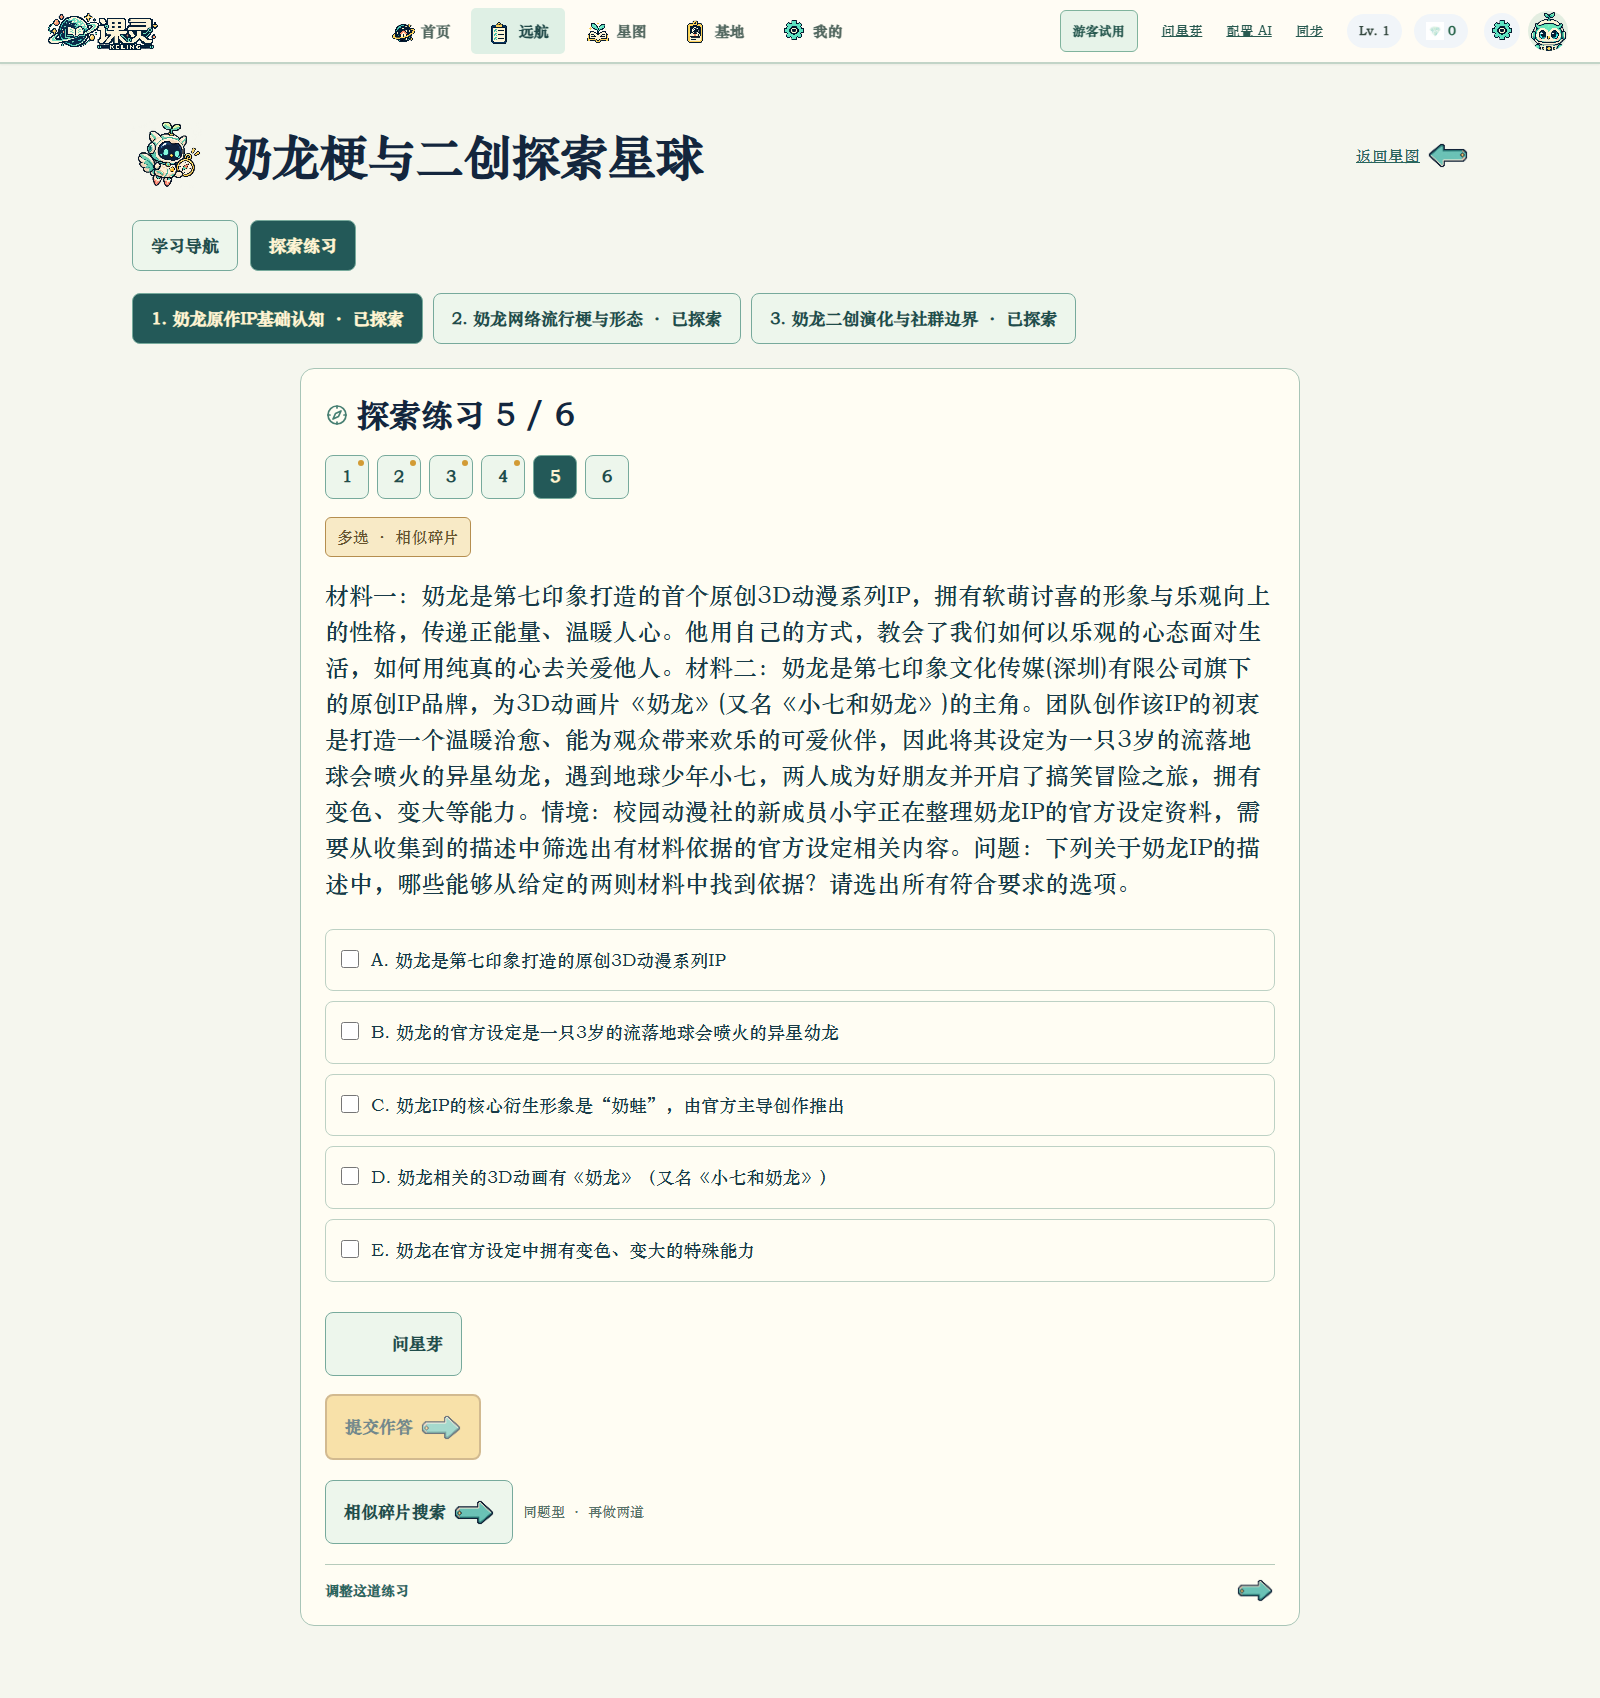 课灵
KELING
首页
远航
星图
基地
我的
游客试用
问星芽
配置 AI
同步
Lv. 1
0
奶龙梗与二创探索星球
返回星图
学习导航
探索练习
1. 奶龙原作IP基础认知 · 已探索
2. 奶龙网络流行梗与形态 · 已探索
3. 奶龙二创演化与社群边界 · 已探索
探索练习 5 / 6
1
2
3
4
5
6
多选 · 相似碎片
材料一：奶龙是第七印象打造的首个原创3D动漫系列IP，拥有软萌讨喜的形象与乐观向上
的性格，传递正能量、温暖人心。他用自己的方式，教会了我们如何以乐观的心态面对生
活，如何用纯真的心去关爱他人。材料二：奶龙是第七印象文化传媒(深圳)有限公司旗下
的原创IP品牌，为3D动画片《奶龙》(又名《小七和奶龙》)的主角。团队创作该IP的初衷
是打造一个温暖治愈、能为观众带来欢乐的可爱伙伴，因此将其设定为一只3岁的流落地
球会喷火的异星幼龙，遇到地球少年小七，两人成为好朋友并开启了搞笑冒险之旅，拥有
变色、变大等能力。情境：校园动漫社的新成员小宇正在整理奶龙IP的官方设定资料，需
要从收集到的描述中筛选出有材料依据的官方设定相关内容。问题：下列关于奶龙IP的描
述中，哪些能够从给定的两则材料中找到依据？请选出所有符合要求的选项。
A. 奶龙是第七印象打造的原创3D动漫系列IP
B. 奶龙的官方设定是一只3岁的流落地球会喷火的异星幼龙
C. 奶龙IP的核心衍生形象是“奶蛙”，由官方主导创作推出
D. 奶龙相关的3D动画有《奶龙》（又名《小七和奶龙》）
E. 奶龙在官方设定中拥有变色、变大的特殊能力
问星芽
提交作答
相似碎片搜索
同题型 · 再做两道
调整这道练习